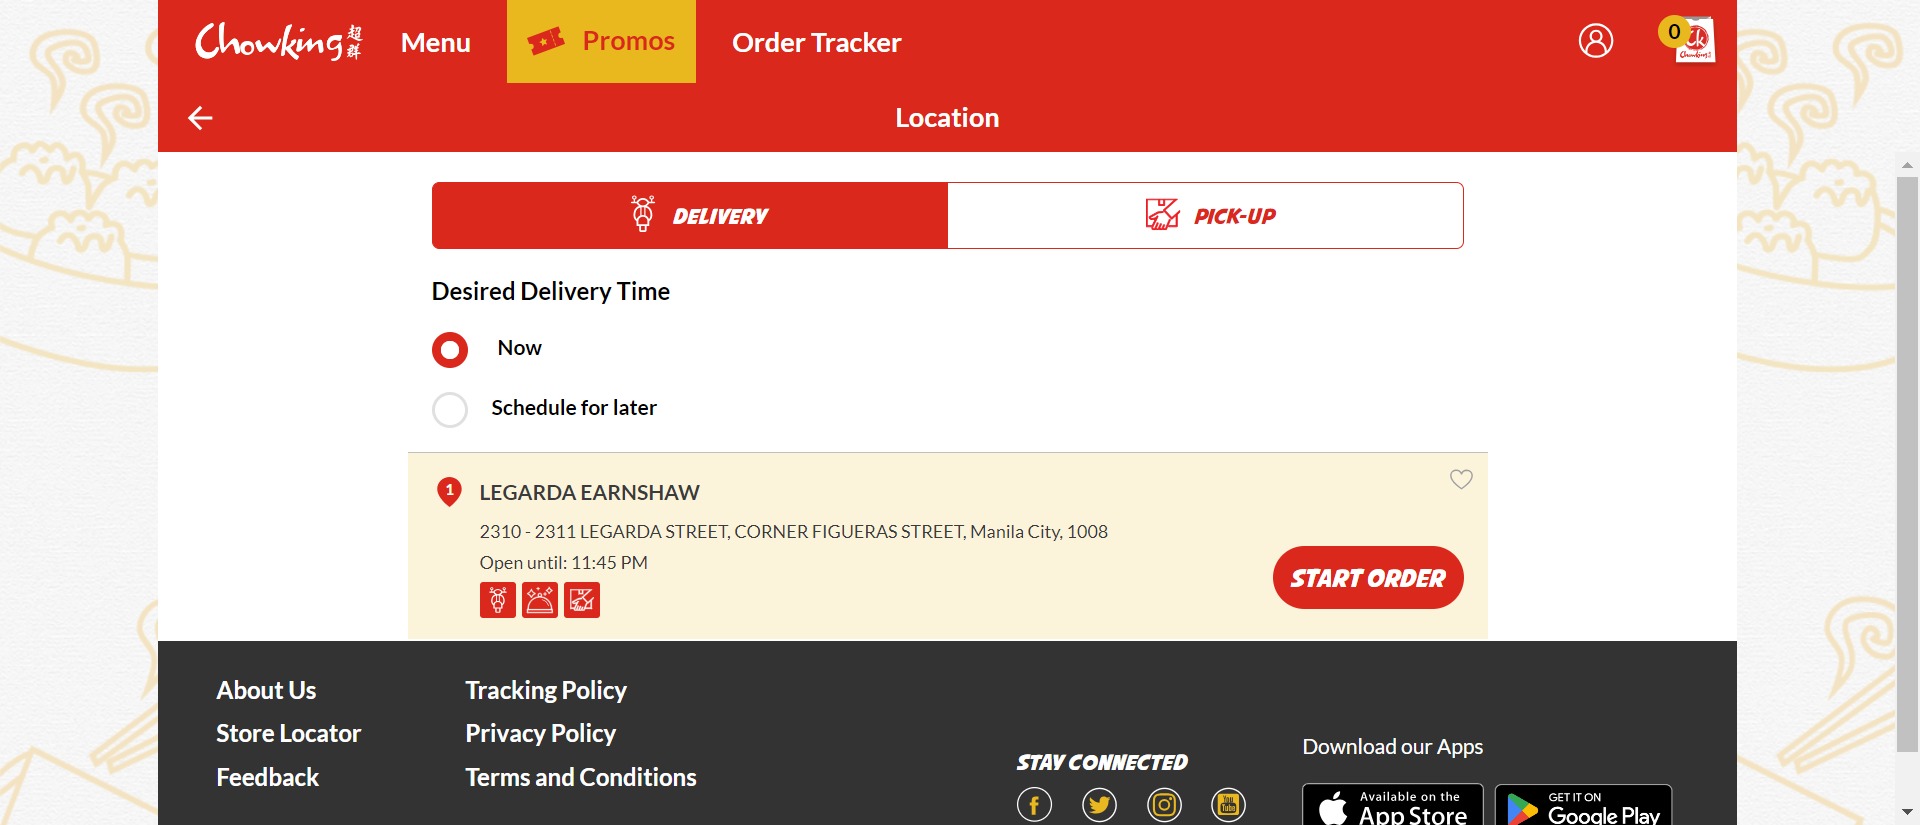 Chowking 超群
Menu
Promos
Order Tracker
0
Chowking
Location
DELIVERY
PICK-UP
Desired Delivery Time
Now
Schedule for later
1
LEGARDA EARNSHAW
2310 - 2311 LEGARDA STREET, CORNER FIGUERAS STREET, Manila City, 1008
Open until: 11:45 PM
START ORDER
About Us
Tracking Policy
Store Locator
Privacy Policy
Feedback
Terms and Conditions
STAY CONNECTED
You
Tube
Download our Apps
Available on the
App Store
GET IT ON
Google Play